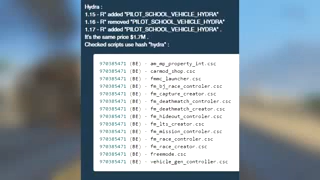 Hydra :
1.15 - R* added "PILOT_SCHOOL_VEHICLE_HYDRA"
1.16 - R* removed "PILOT_SCHOOL_VEHICLE_HYDRA"
1.17 - R* added "PILOT_SCHOOL_VEHICLE_HYDRA" .
It's the same price $1.7M .
Checked scripts use hash "hydra" :
970385471 (BE) - am_mp_property_int.csc
970385471 (BE) - carmod_shop.csc
970385471 (BE) - fmmc_launcher.csc
970385471 (BE) - fm_bj_race_controler.csc
970385471 (BE) - fm_capture_creator.csc
970385471 (BE) - fm_deathmatch_controler.csc
970385471 (BE) - fm_deathmatch_creator.csc
970385471 (BE) - fm_hideout_controler.csc
970385471 (BE) - fm_lts_creator.csc
970385471 (BE) - fm_mission_controler.csc
970385471 (BE) - fm_race_controler.csc
970385471 (BE) - fm_race_creator.csc
970385471 (BE) - freemode.csc
970385471 (BE) - vehicle_gen_controller.csc